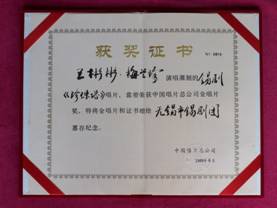 获奖证书
王彬彬、梅兰珍 演唱灌制的 锡剧
《珍珠塔》唱片，喜荣获中国唱片总公司金唱片
奖，特将金唱片和证书赠给 无锡市锡剧团
惠存纪念。
中国唱片总公司